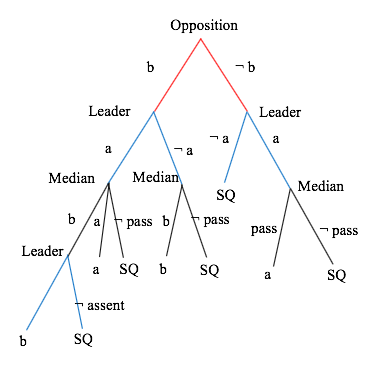 Opposition
b ¬ b
Leader Leader
a ¬ a ¬ a a
Median Median SQ Median
b a ¬ pass b ¬ pass pass ¬ pass
Leader a SQ b SQ a SQ
¬ assent
b SQ